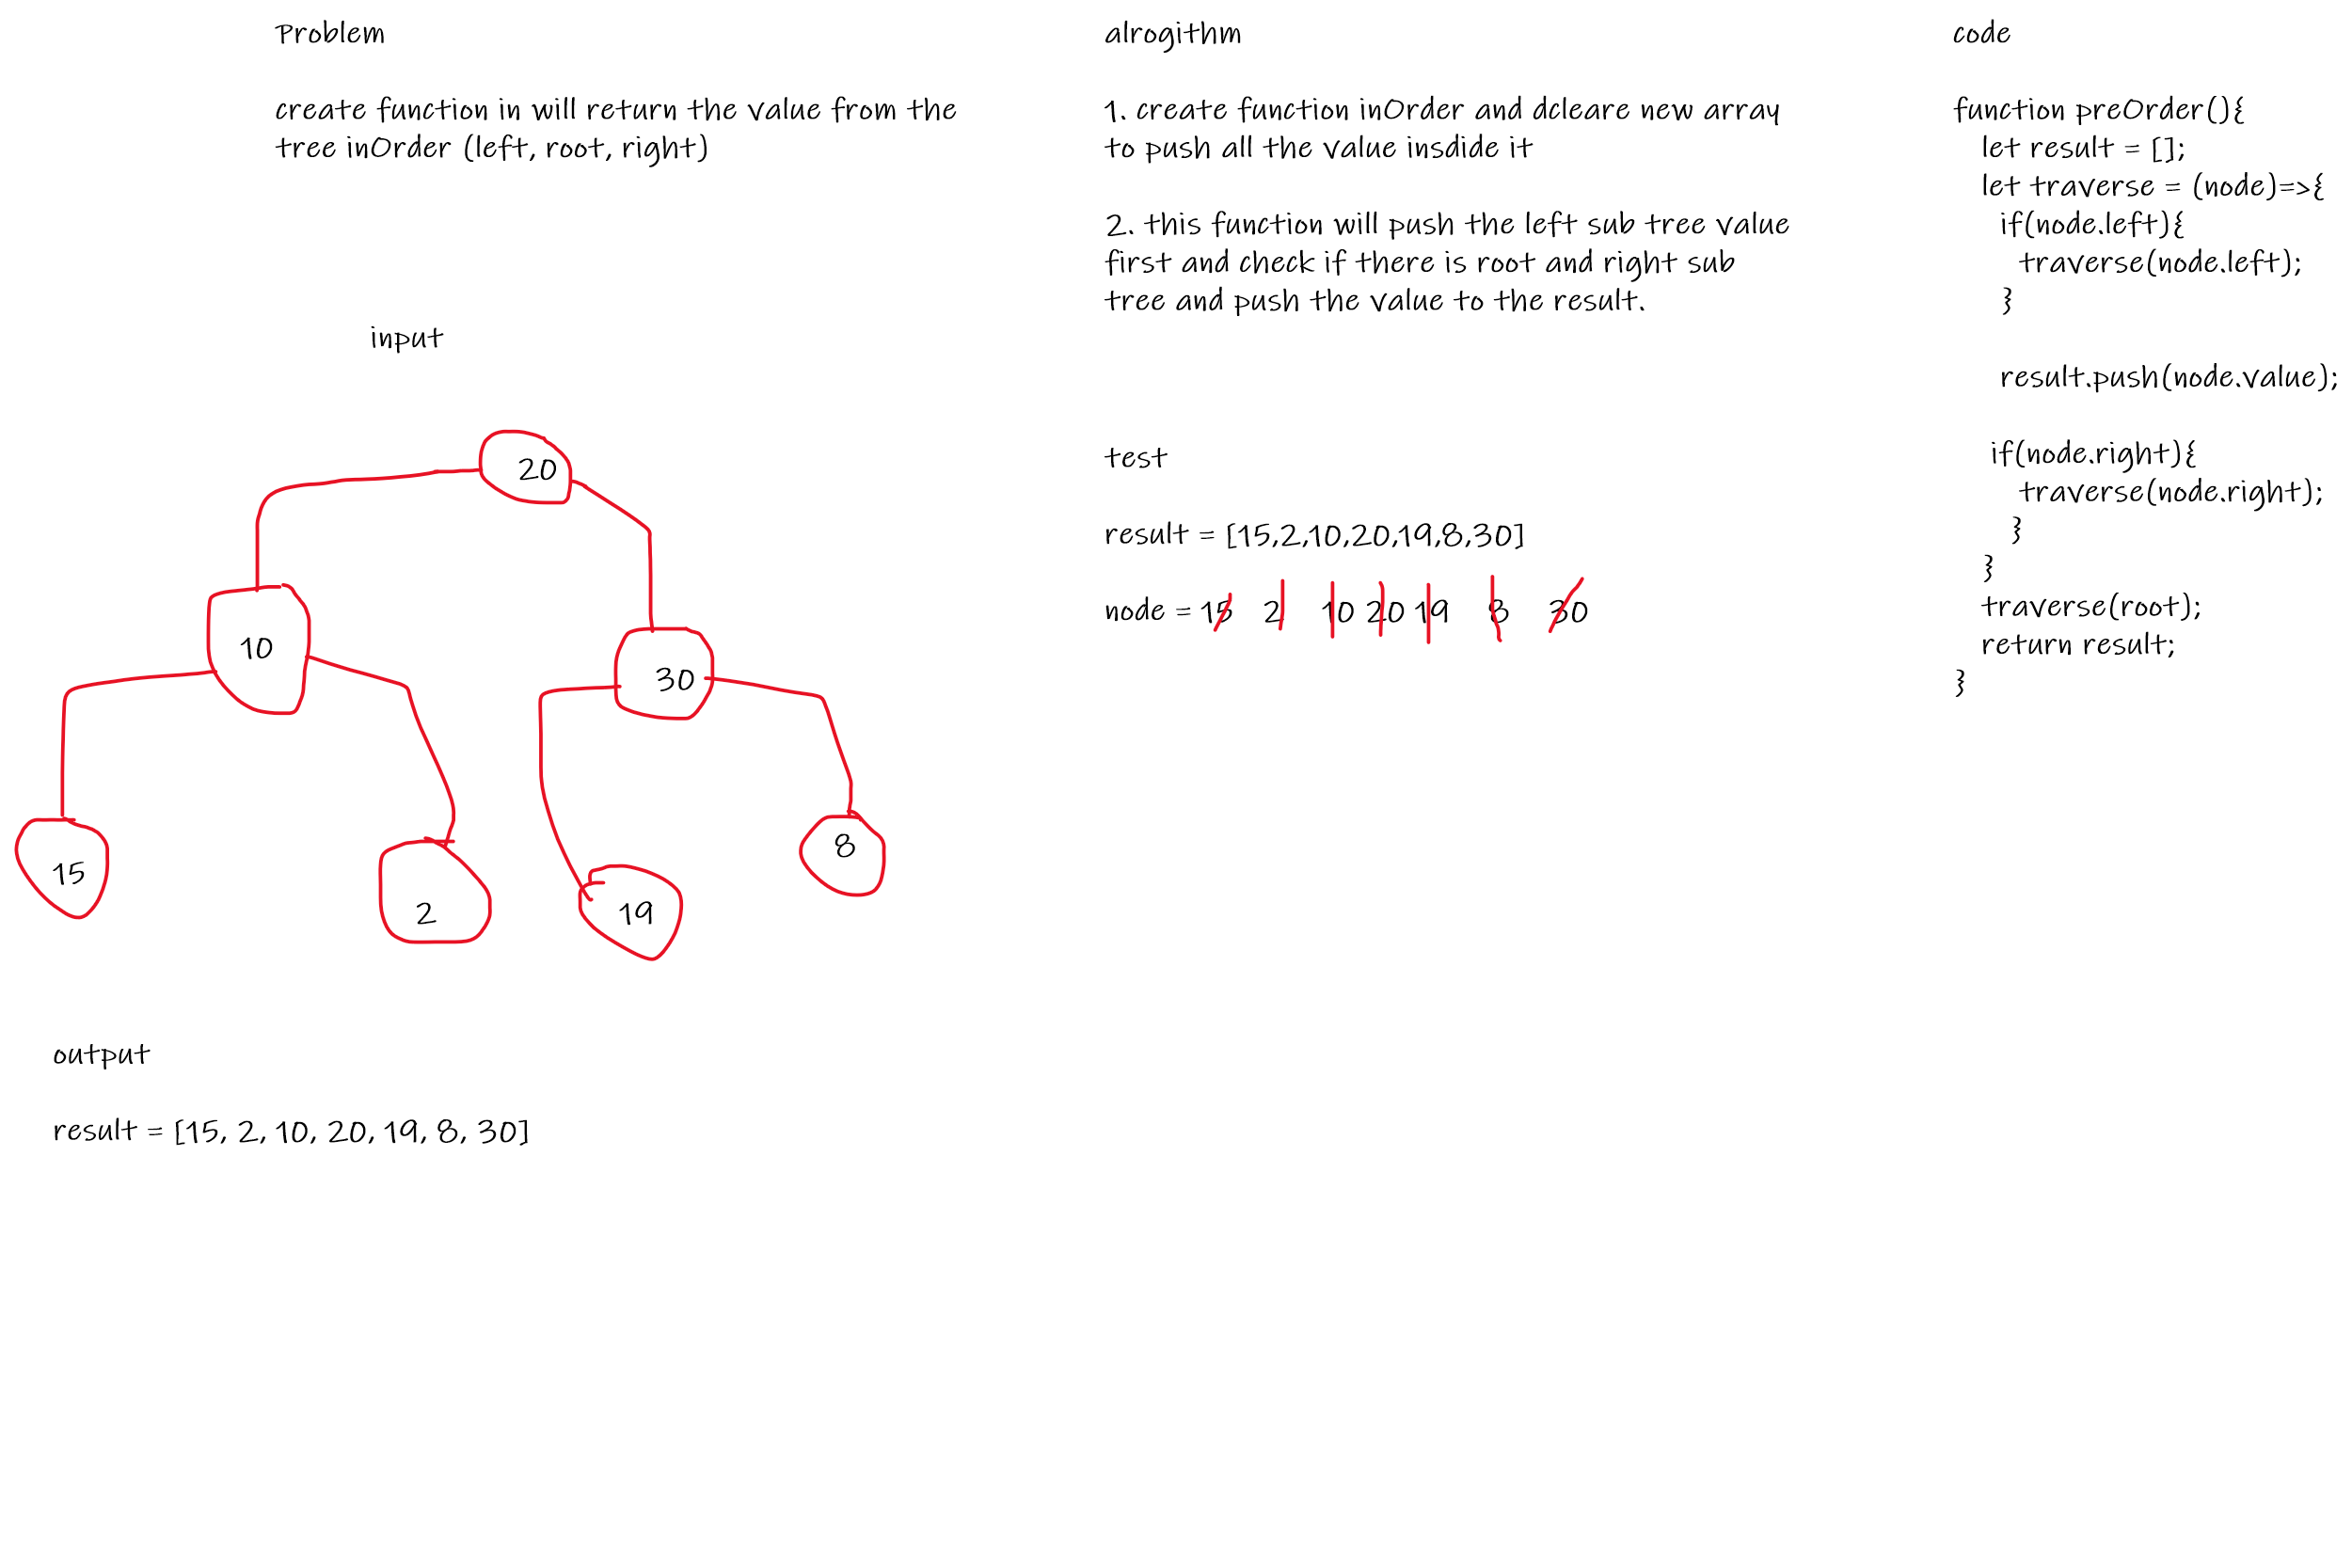 Problem
create function in will return the value from the
tree inOrder (left, root, right)
input
20
10
30
15
2
19
8
output
result = [15, 2, 10, 20, 19, 8, 30]
alrogithm
1. create function inOrder and dcleare new array
to push all the value insdide it
2. this function will push the left sub tree value
first and check if there is root and right sub
tree and push the value to the result.
test
result = [15,2,10,20,19,8,30]
node = 15 2 10 20 19 8 30
code
function preOrder(){
let result = [];
let traverse = (node)=>{
if(node.left){
traverse(node.left);
}
result.push(node.value);
if(node.right){
traverse(node.right);
}
}
traverse(root);
return result;
}